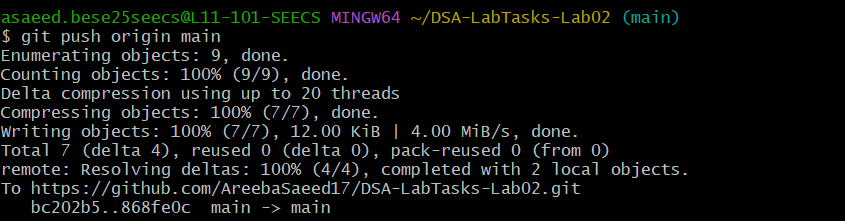 asaeed.bese25seecs@L11-101-SEECS MINGW64 ~/DSA-LabTasks-Lab02 (main)
$ git push origin main
Enumerating objects: 9, done.
Counting objects: 100% (9/9), done.
Delta compression using up to 20 threads
Compressing objects: 100% (7/7), done.
Writing objects: 100% (7/7), 12.00 KiB | 4.00 MiB/s, done.
Total 7 (delta 4), reused 0 (delta 0), pack-reused 0 (from 0)
remote: Resolving deltas: 100% (4/4), completed with 2 local objects.
To https://github.com/AreebaSaeed17/DSA-LabTasks-Lab02.git
   bc202b5..868fe0c  main -> main